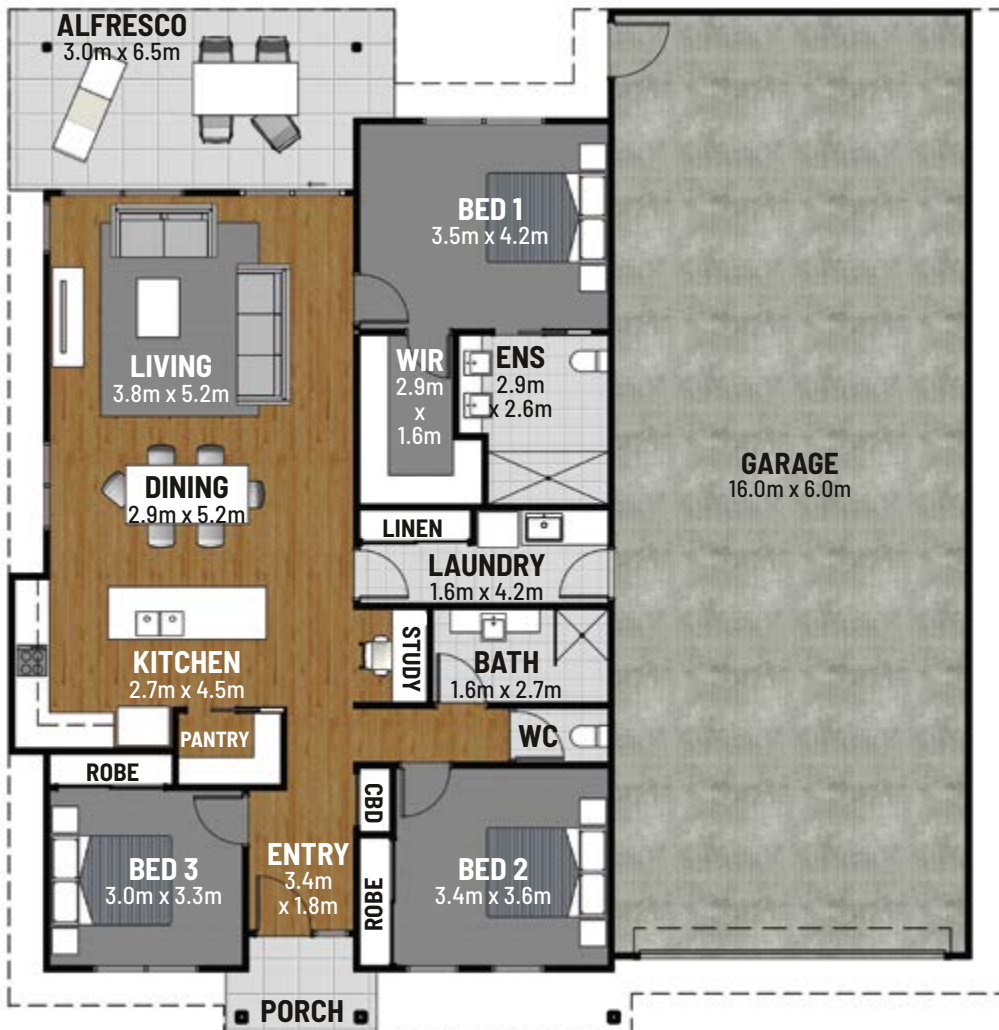 ALFRESCO
3.0m x 6.5m
BED 1
3.5m x 4.2m
LIVING
3.8m x 5.2m
WIR
2.9m
x
1.6m
ENS
2.9m
x 2.6m
GARAGE
16.0m x 6.0m
DINING
2.9m x 5.2m
LINEN
LAUNDRY
1.6m x 4.2m
KITCHEN
2.7m x 4.5m
STUDY
BATH
1.6m x 2.7m
PANTRY
WC
ROBE
CBD
BED 3
3.0m x 3.3m
ENTRY
3.4m
x 1.8m
ROBE
BED 2
3.4m x 3.6m
PORCH